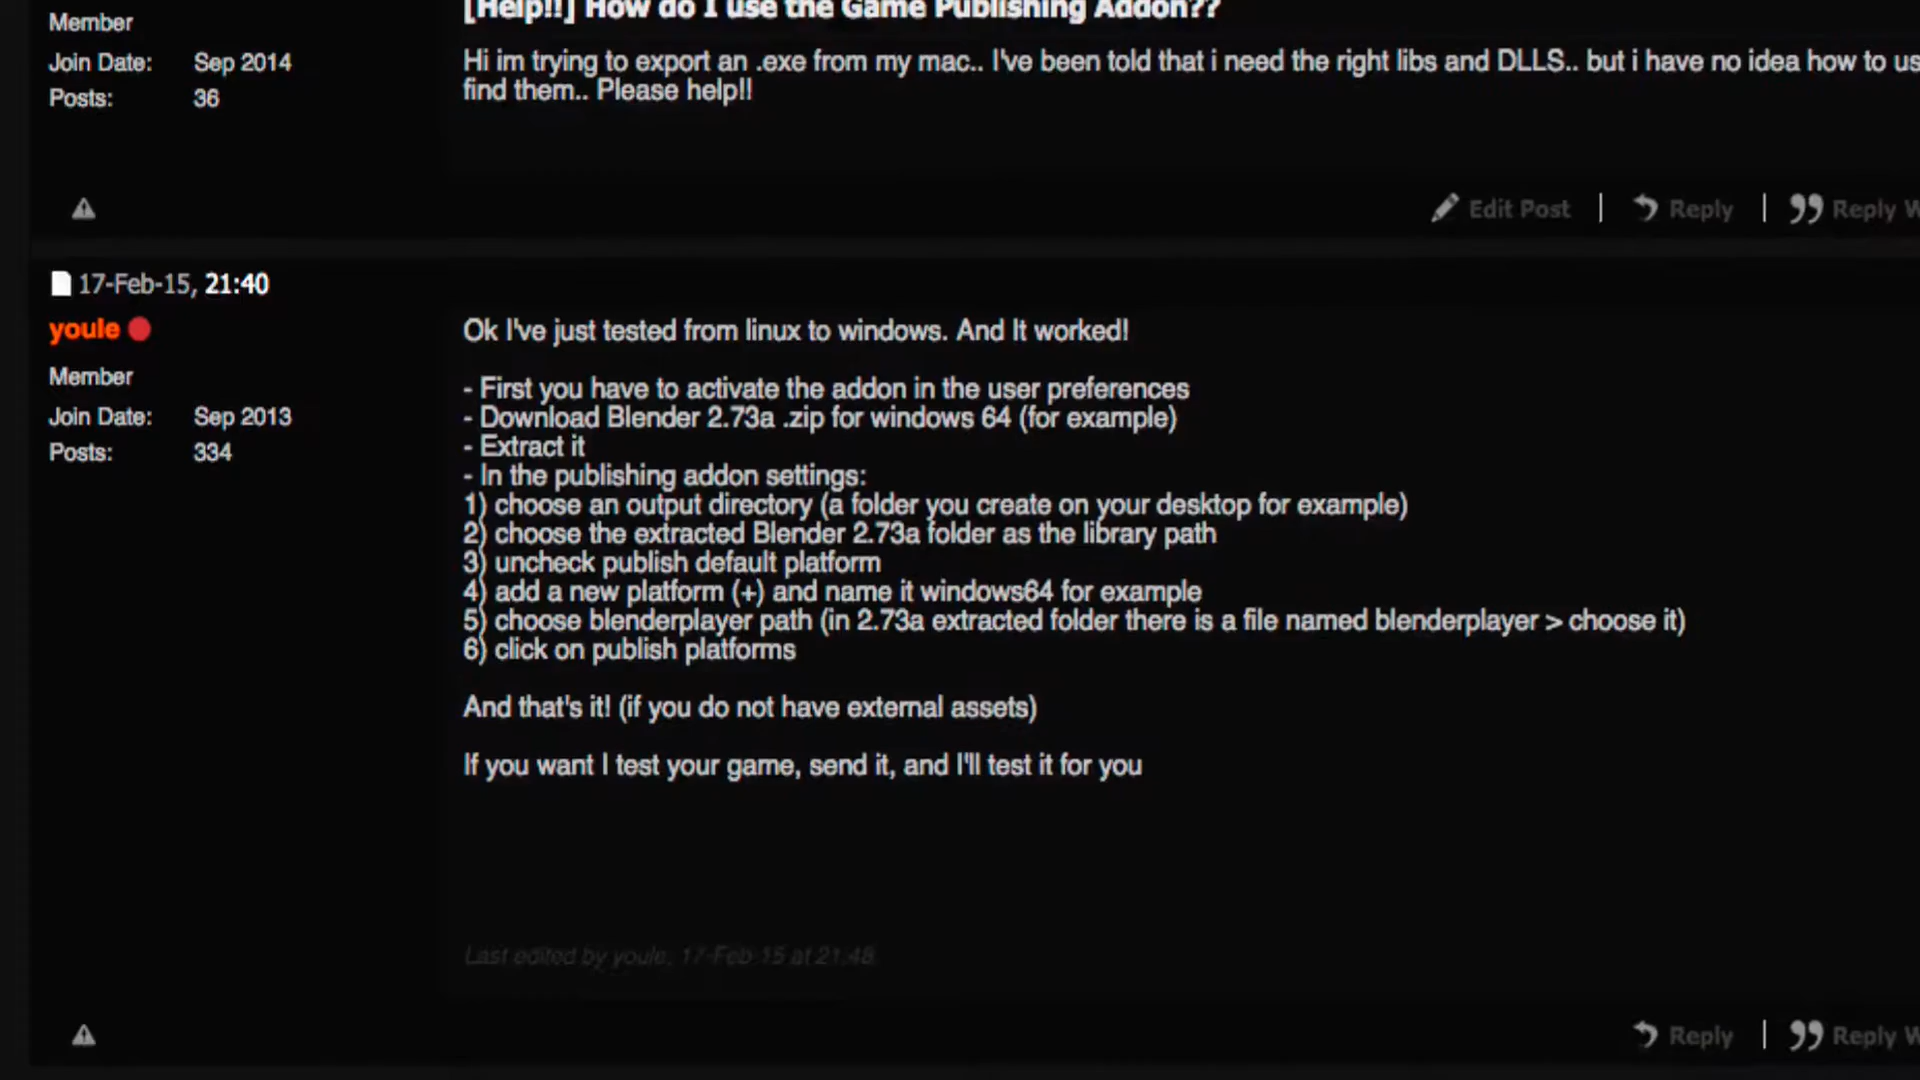 Member
[Help!!] How do I use the Game Publishing Addon??
Join Date: Sep 2014
Posts: 36
Hi im trying to export an .exe from my mac.. I've been told that i need the right libs and DLLS.. but i have no idea how to
find them.. Please help!!
Edit Post | Reply | Reply
17-Feb-15, 21:40
youle
Member
Join Date: Sep 2013
Posts: 334
Ok I've just tested from linux to windows. And It worked!
- First you have to activate the addon in the user preferences
- Download Blender 2.73a .zip for windows 64 (for example)
- Extract it
- In the publishing addon settings:
1) choose an output directory (a folder you create on your desktop for example)
2) choose the extracted Blender 2.73a folder as the library path
3) uncheck publish default platform
4) add a new platform (+) and name it windows64 for example
5) choose blenderplayer path (in 2.73a extracted folder there is a file named blenderplayer > choose it)
6) click on publish platforms
And that's it! (if you do not have external assets)
If you want I test your game, send it, and I'll test it for you
Last edited by youle, 17-Feb-15 at 21:48
Reply | Reply